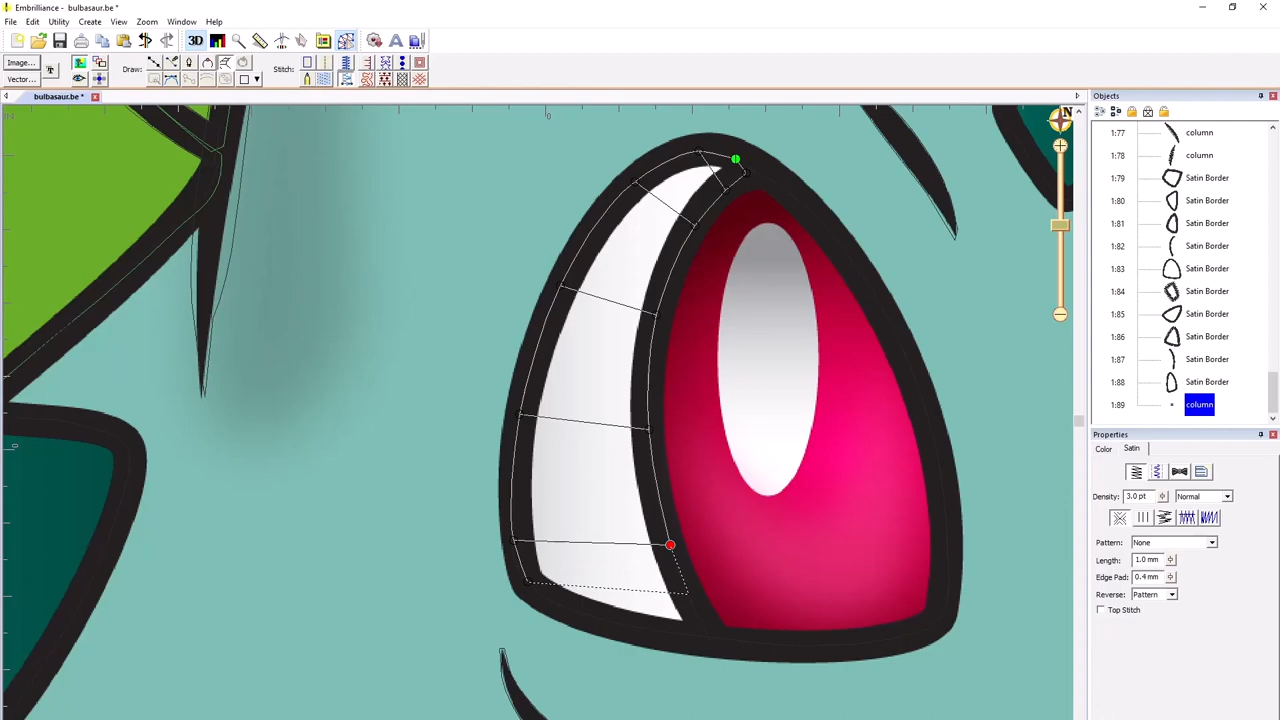 Embrilliance - bulbasaur.be *
File Edit Utility Create View Zoom Window Help
3D
Image... Draw: Stitch:
Vector...
bulbasaur.be * Objects
0
N
1:77 column
1:78 column
1:79 Satin Border
1:80 Satin Border
1:81 Satin Border
1:82 Satin Border
1:83 Satin Border
1:84 Satin Border
1:85 Satin Border
1:86 Satin Border
1:87 Satin Border
1:88 Satin Border
1:89 column
Properties
Color Satin
Density: 3.0 pt Normal
Pattern: None
Length: 1.0 mm
Edge Pad: 0.4 mm
Reverse: Pattern
Top Stitch